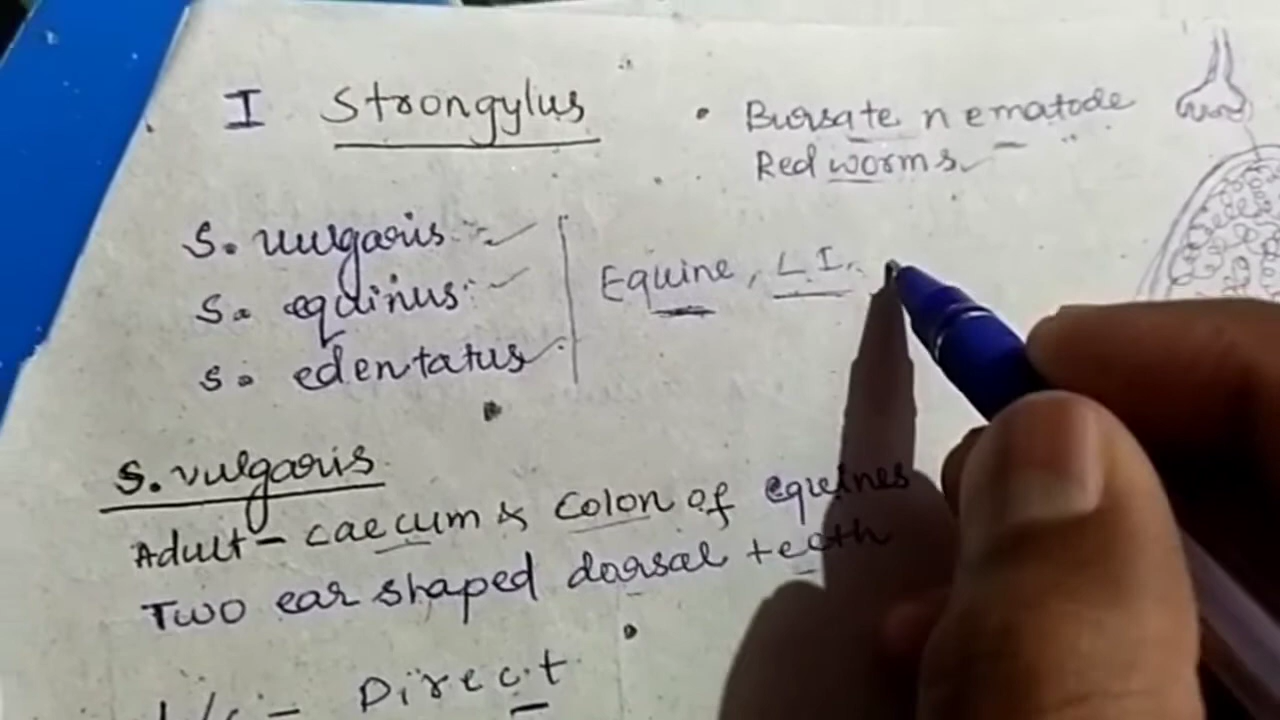 I Strongylus
• Bursate nematode
Red worms
S. vulgaris
S. equinus
S. edentatus
Equine, L I,
S. vulgaris
Adult - caecum & colon of equines
Two ear shaped dorsal teeth
L/C - Direct